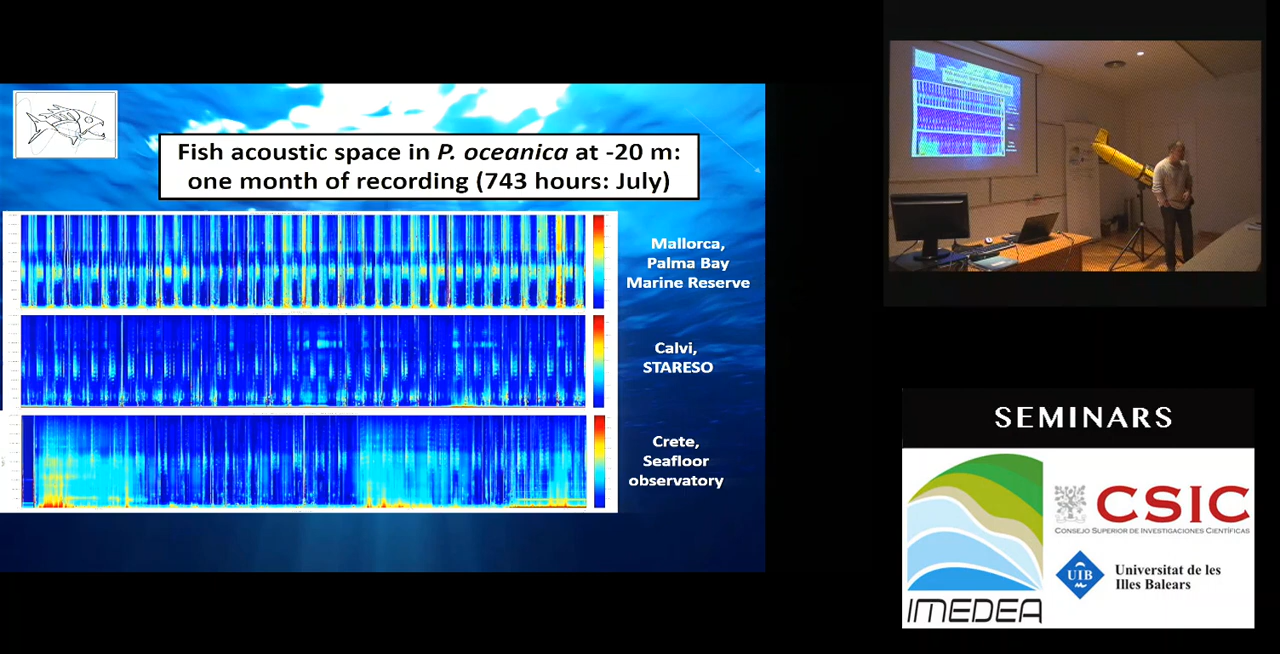 Fish acoustic space in P. oceanica at -20 m:
one month of recording (743 hours: July)
Mallorca,
Palma Bay
Marine Reserve
Calvi,
STARESO
Crete,
Seafloor
observatory
SEMINARS
CSIC
CONSEJO SUPERIOR DE INVESTIGACIONES CIENTÍFICAS
UIB
Universitat de les
Illes Balears
IMEDEA